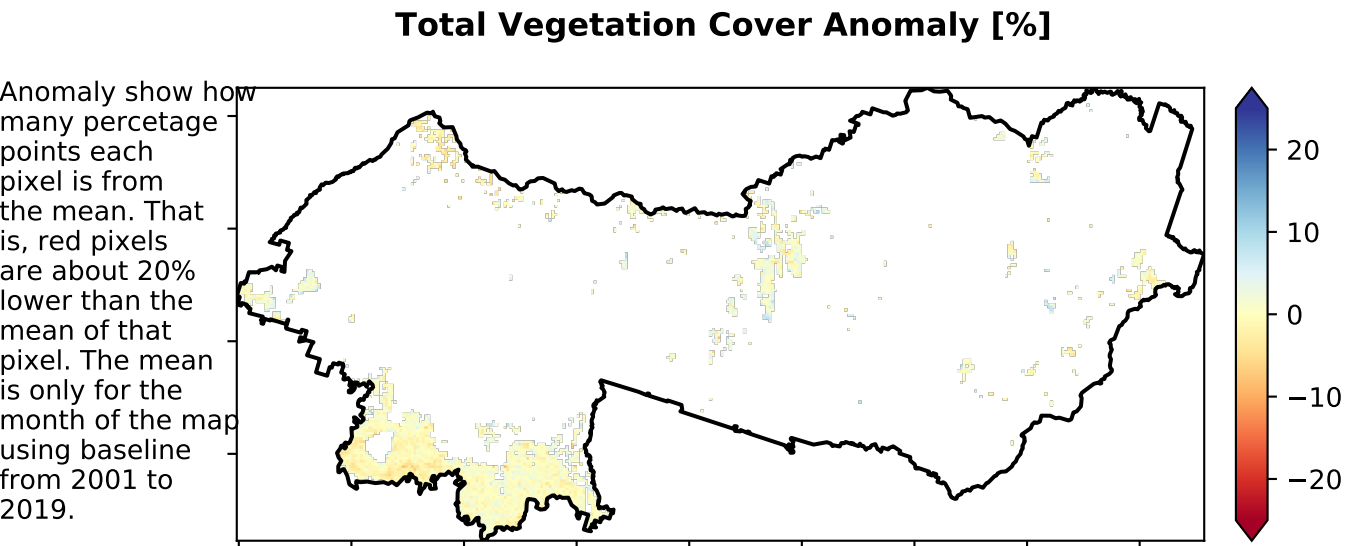 Total Vegetation Cover Anomaly [%]
Anomaly show how
many percetage
points each
pixel is from
the mean. That
is, red pixels
are about 20%
lower than the
mean of that
pixel. The mean
is only for the
month of the map
using baseline
from 2001 to
2019.
20
10
0
−10
−20